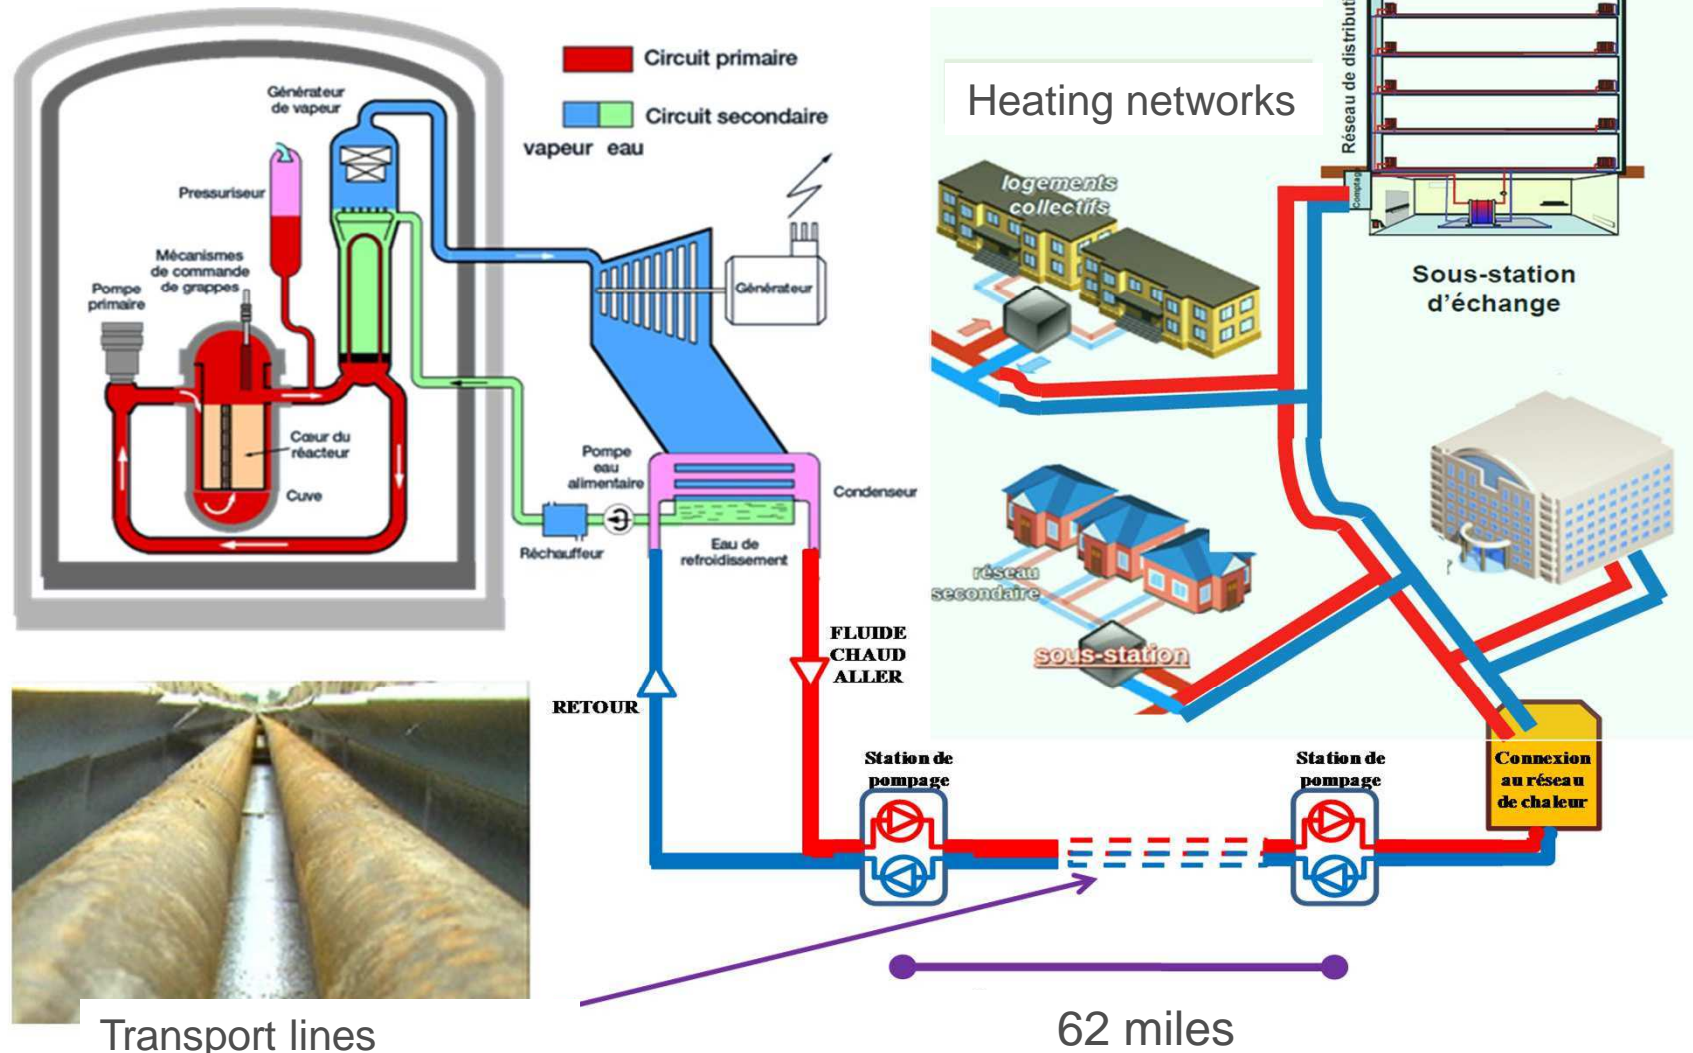 Circuit primaire
Circuit secondaire
vapeur eau
Générateur
de vapeur
Pressuriseur
Mécanismes
de commande
de grappes
Pompe
primaire
Cœur du
réacteur
Cuve
Générateur
Pompe
eau
alimentaire
Condenseur
Réchauffeur
Eau de
refroidissement
Heating networks
Réseau de distributi
Comptage
logements
collectifs
Sous-station
d'échange
réseau
secondaire
sous-station
FLUIDE
CHAUD
ALLER
RETOUR
Station de
pompage
Station de
pompage
Connexion
au réseau
de chaleur
Transport lines
62 miles